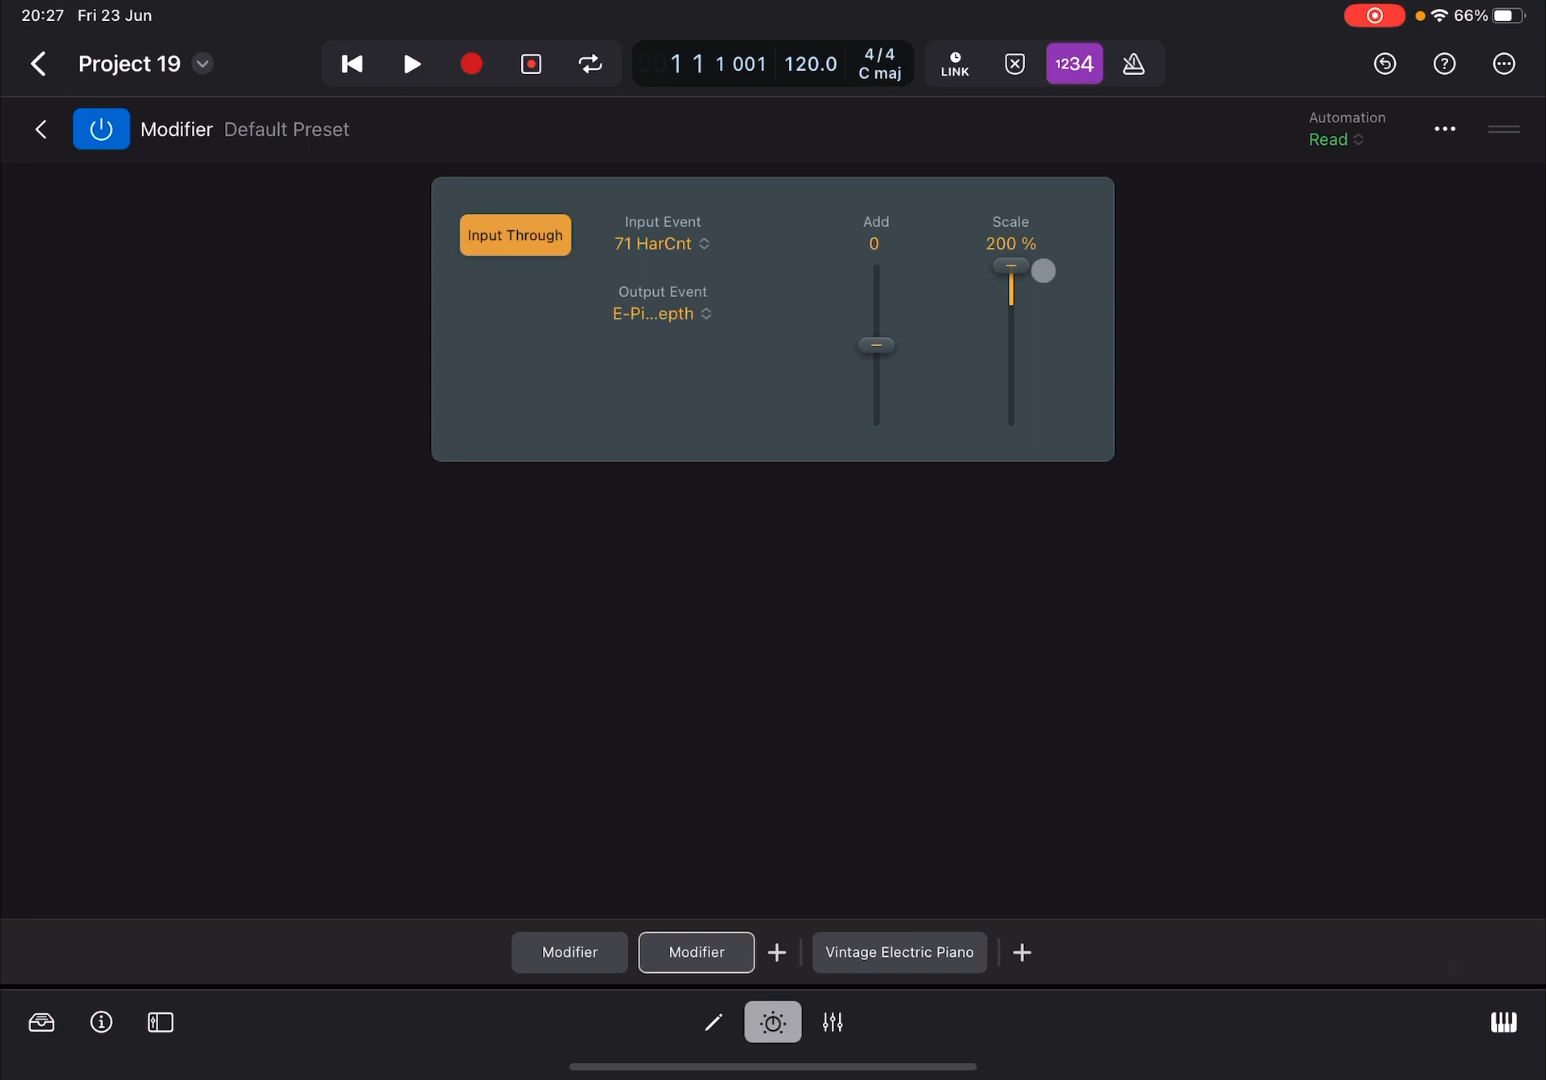 20:27 Fri 23 Jun
66%
Project 19
1 1 1 001 120.0 4/4 C maj
LINK
1234
Modifier Default Preset
Automation
Read
Input Through
Input Event
71 HarCnt
Output Event
E-Pi...epth
Add
0
Scale
200 %
Modifier Modifier Vintage Electric Piano